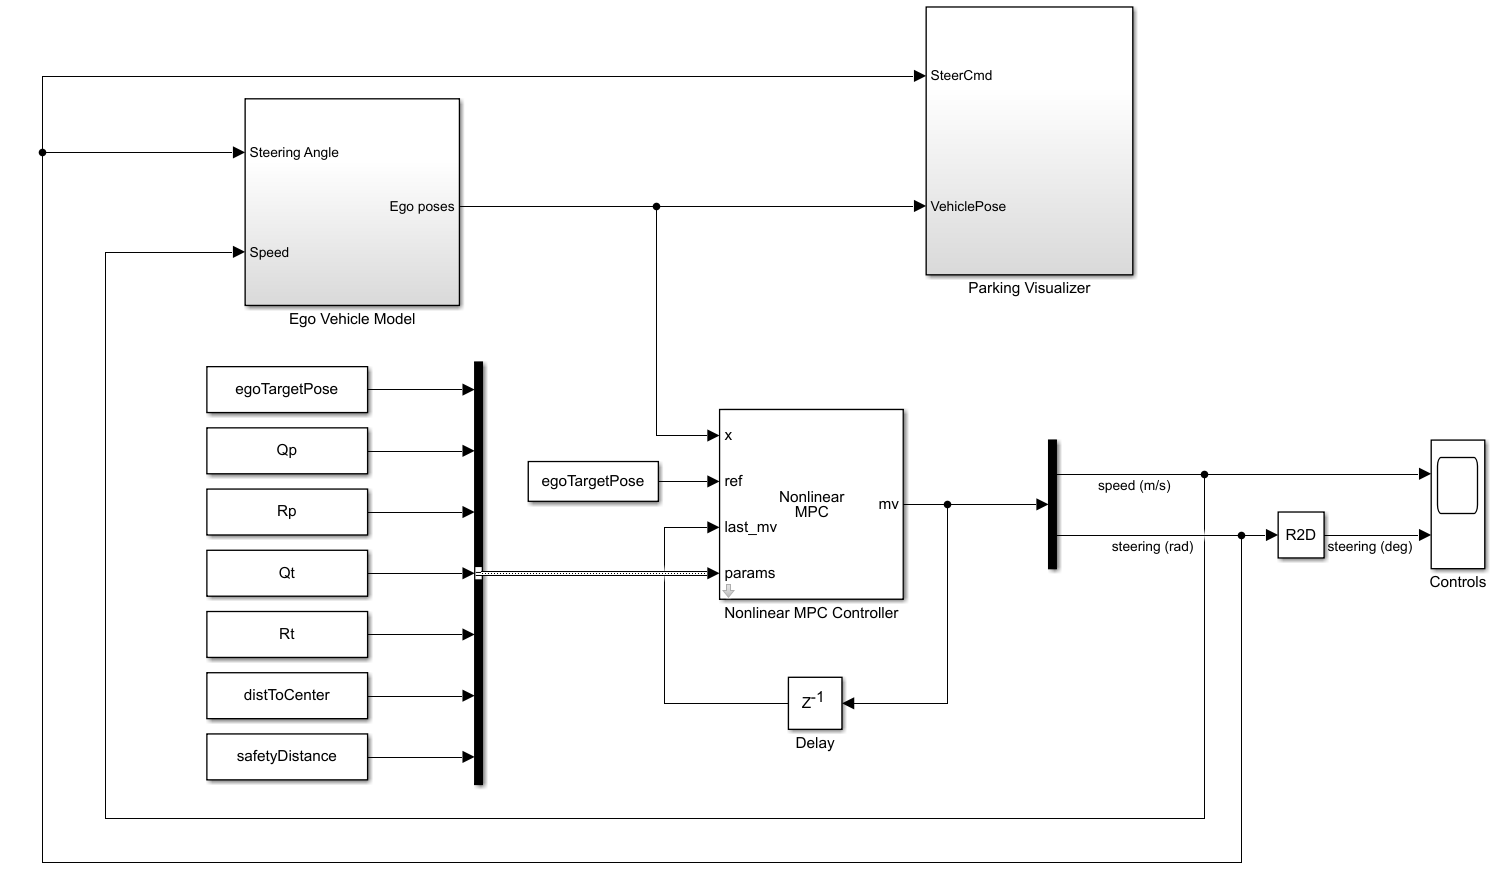 SteerCmd
Steering Angle
Ego poses
VehiclePose
Speed
Parking Visualizer
Ego Vehicle Model
egoTargetPose
Qp
Rp
Qt
Rt
distToCenter
safetyDistance
egoTargetPose
x
ref
last_mv
params
Nonlinear
MPC
mv
Nonlinear MPC Controller
Z-1
Delay
speed (m/s)
steering (rad)
R2D
steering (deg)
Controls